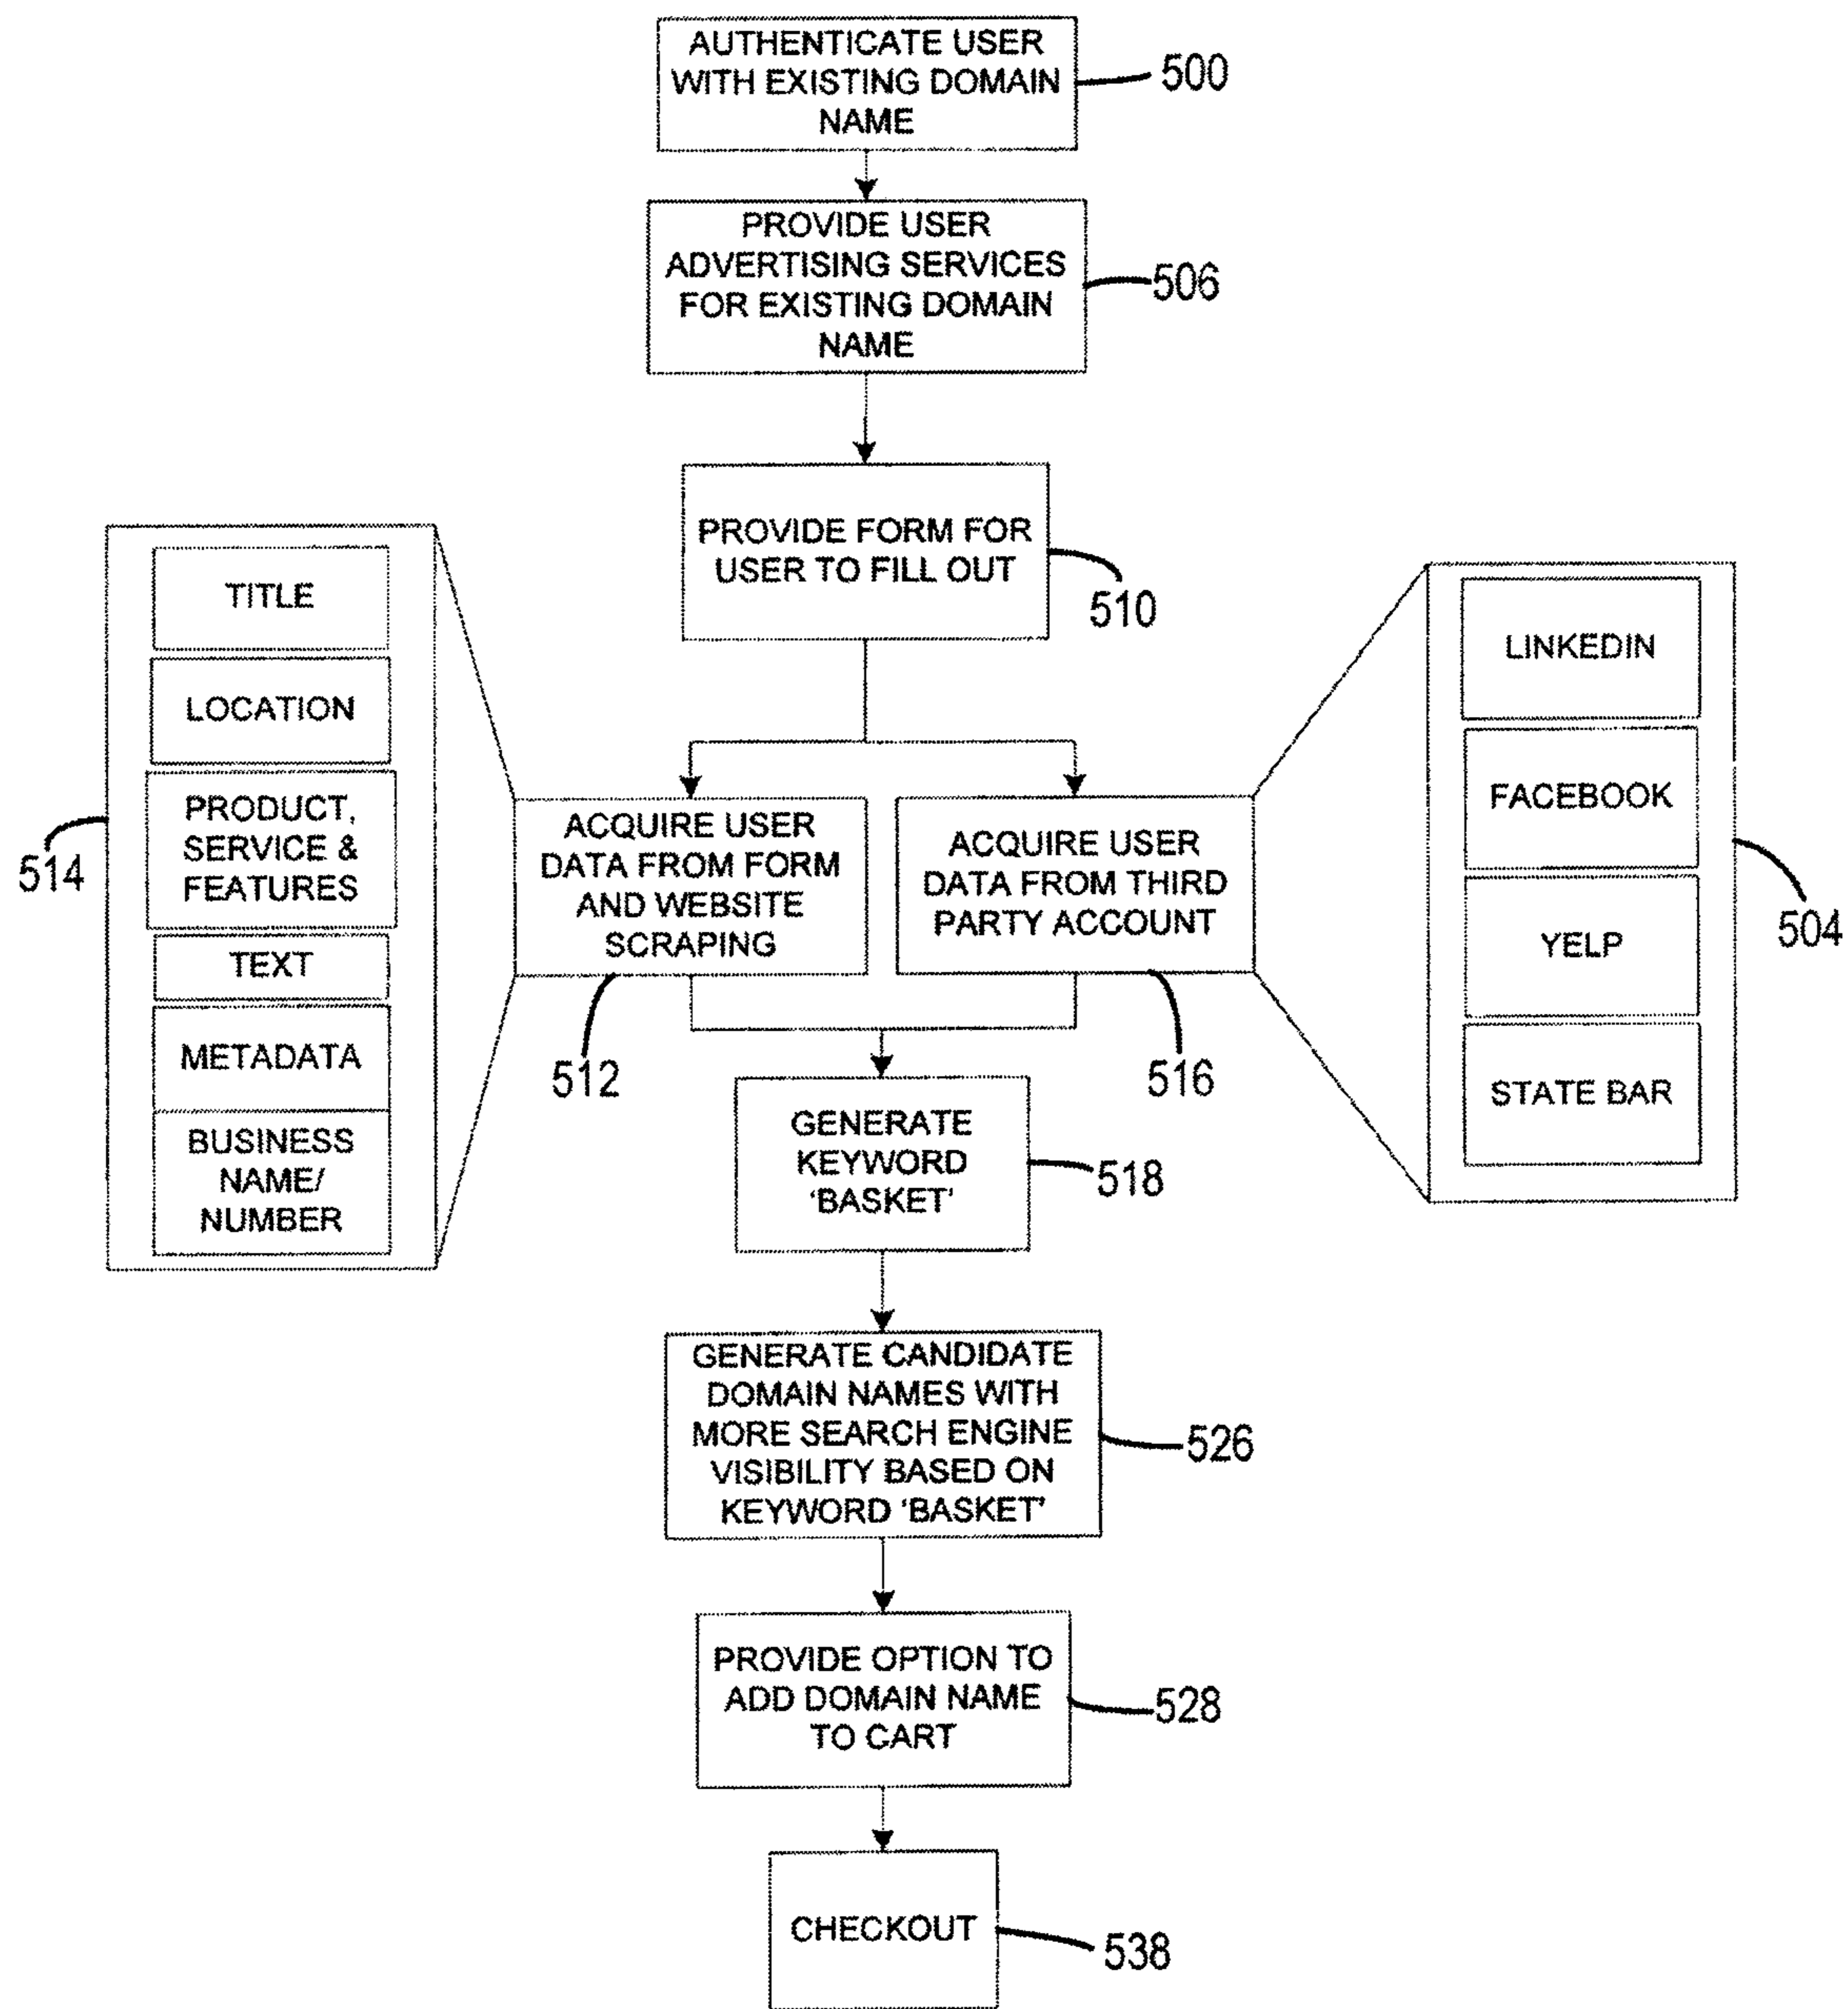 AUTHENTICATE USER
WITH EXISTING DOMAIN
NAME
500
PROVIDE USER
ADVERTISING SERVICES
FOR EXISTING DOMAIN
NAME
506
PROVIDE FORM FOR
USER TO FILL OUT
510
TITLE
LOCATION
PRODUCT,
SERVICE &
FEATURES
TEXT
METADATA
BUSINESS
NAME/
NUMBER
514
ACQUIRE USER
DATA FROM FORM
AND WEBSITE
SCRAPING
512
ACQUIRE USER
DATA FROM THIRD
PARTY ACCOUNT
516
LINKEDIN
FACEBOOK
YELP
STATE BAR
504
GENERATE
KEYWORD
‘BASKET’
518
GENERATE CANDIDATE
DOMAIN NAMES WITH
MORE SEARCH ENGINE
VISIBILITY BASED ON
KEYWORD ‘BASKET’
526
PROVIDE OPTION TO
ADD DOMAIN NAME
TO CART
528
CHECKOUT
538